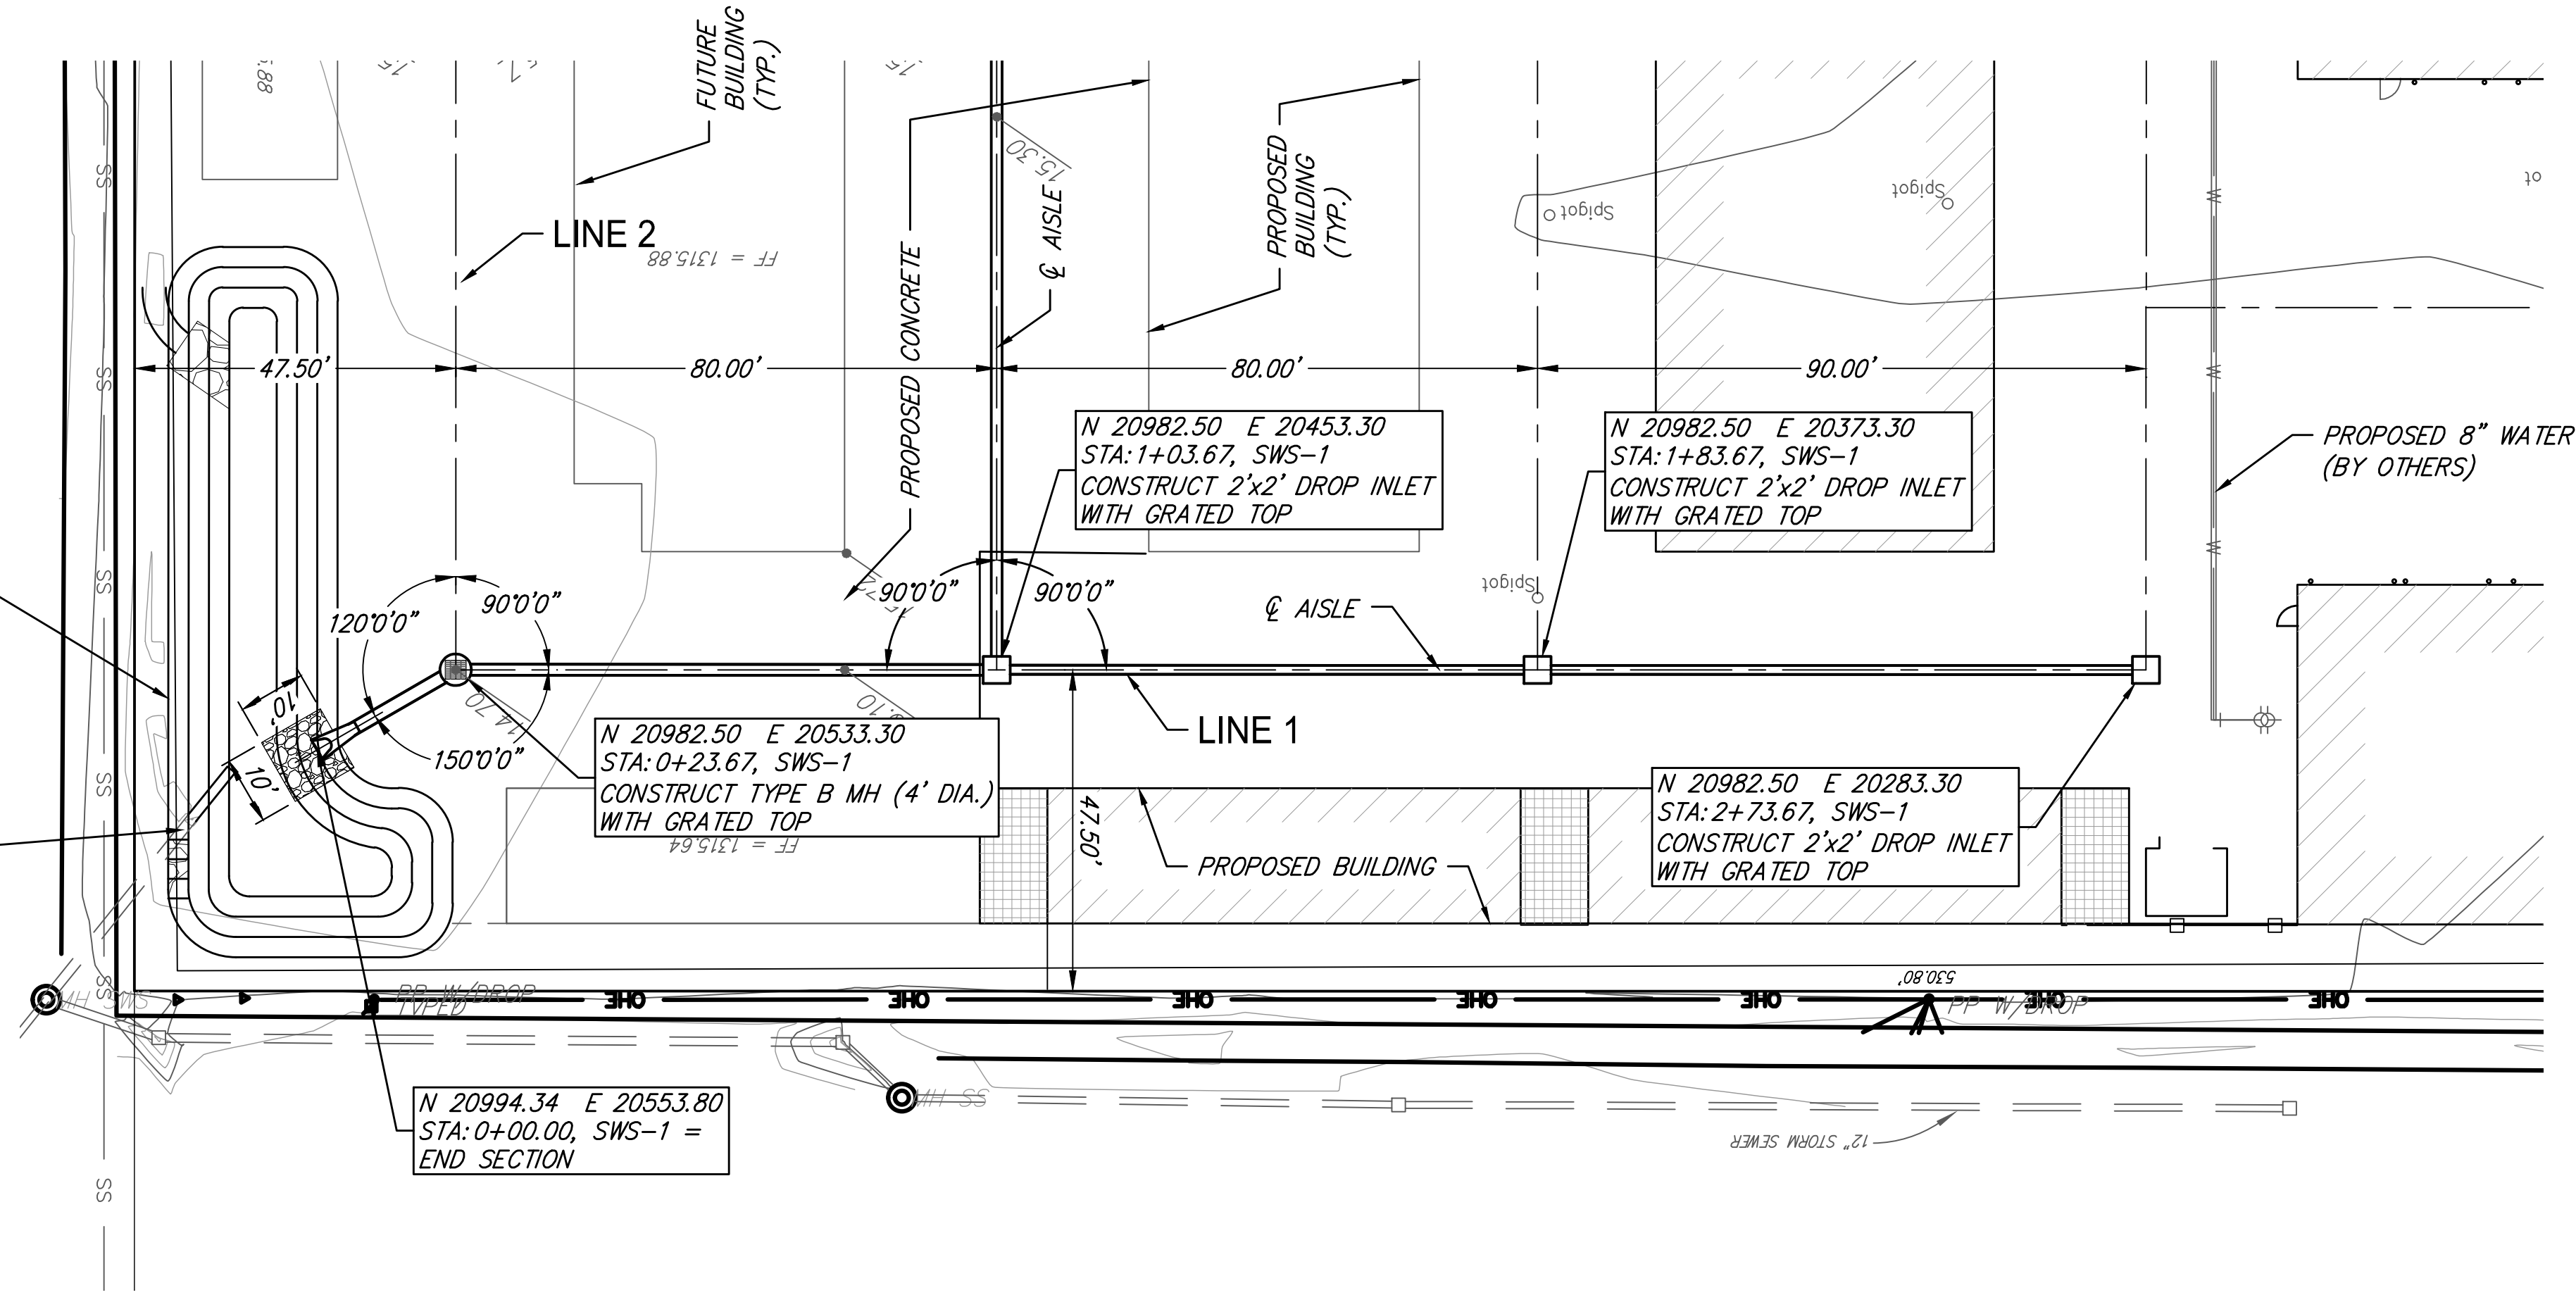 FUTURE
BUILDING
(TYP.)
LINE 2
FF = 1315.88
PROPOSED CONCRETE
15.30
℄ AISLE
PROPOSED
BUILDING
(TYP.)
Spigot
Spigot
47.50'
80.00'
80.00'
90.00'
N 20982.50 E 20453.30
STA: 1+03.67, SWS-1
CONSTRUCT 2'x2' DROP INLET
WITH GRATED TOP
N 20982.50 E 20373.30
STA: 1+83.67, SWS-1
CONSTRUCT 2'x2' DROP INLET
WITH GRATED TOP
PROPOSED 8" WATER
(BY OTHERS)
W
W
W
SS
SS
SS
SS
SS
SS
120°0'0"
90°0'0"
90°0'0"
90°0'0"
Spigot
℄ AISLE
10'
10'
14.70
150°0'0"
LINE 1
N 20982.50 E 20533.30
STA: 0+23.67, SWS-1
CONSTRUCT TYPE B MH (4' DIA.)
WITH GRATED TOP
FF = 1315.64
47.50'
PROPOSED BUILDING
N 20982.50 E 20283.30
STA: 2+73.67, SWS-1
CONSTRUCT 2'x2' DROP INLET
WITH GRATED TOP
530.80'
MH SWS
PP W/DROP
TVPED
OHE
OHE
OHE
OHE
OHE
OHE
OHE
PP W/DROP
MH SS
12" STORM SEWER
N 20994.34 E 20553.80
STA: 0+00.00, SWS-1 =
END SECTION